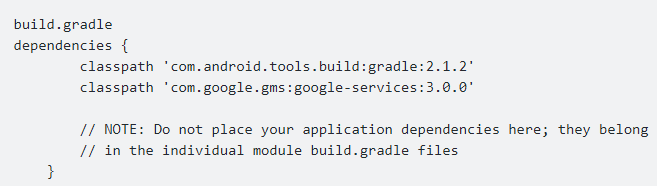 build.gradle
dependencies {
classpath 'com.android.tools.build:gradle:2.1.2'
classpath 'com.google.gms:google-services:3.0.0'
// NOTE: Do not place your application dependencies here; they belong
// in the individual module build.gradle files
}